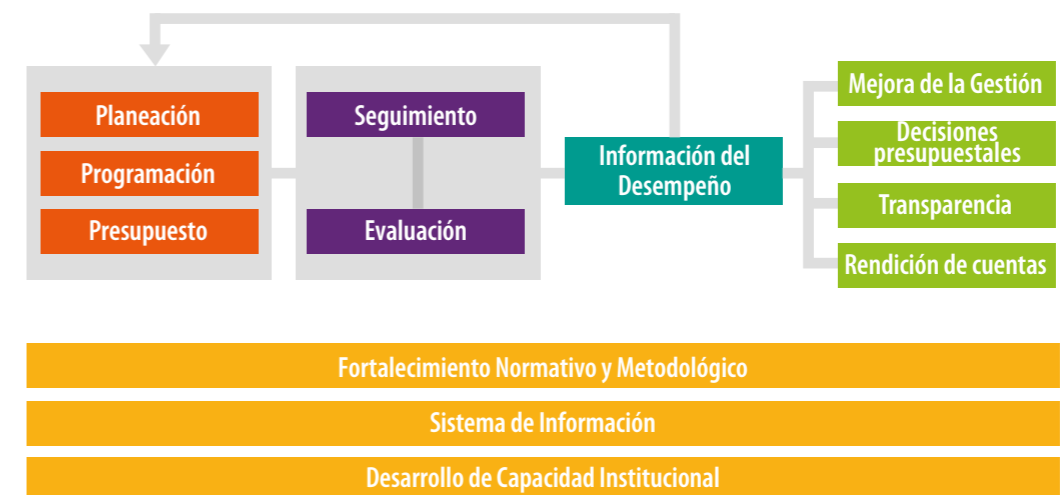 Planeación
Programación
Presupuesto
Seguimiento
Evaluación
Información del
Desempeño
Mejora de la Gestión
Decisiones
presupuestales
Transparencia
Rendición de cuentas
Fortalecimiento Normativo y Metodológico
Sistema de Información
Desarrollo de Capacidad Institucional